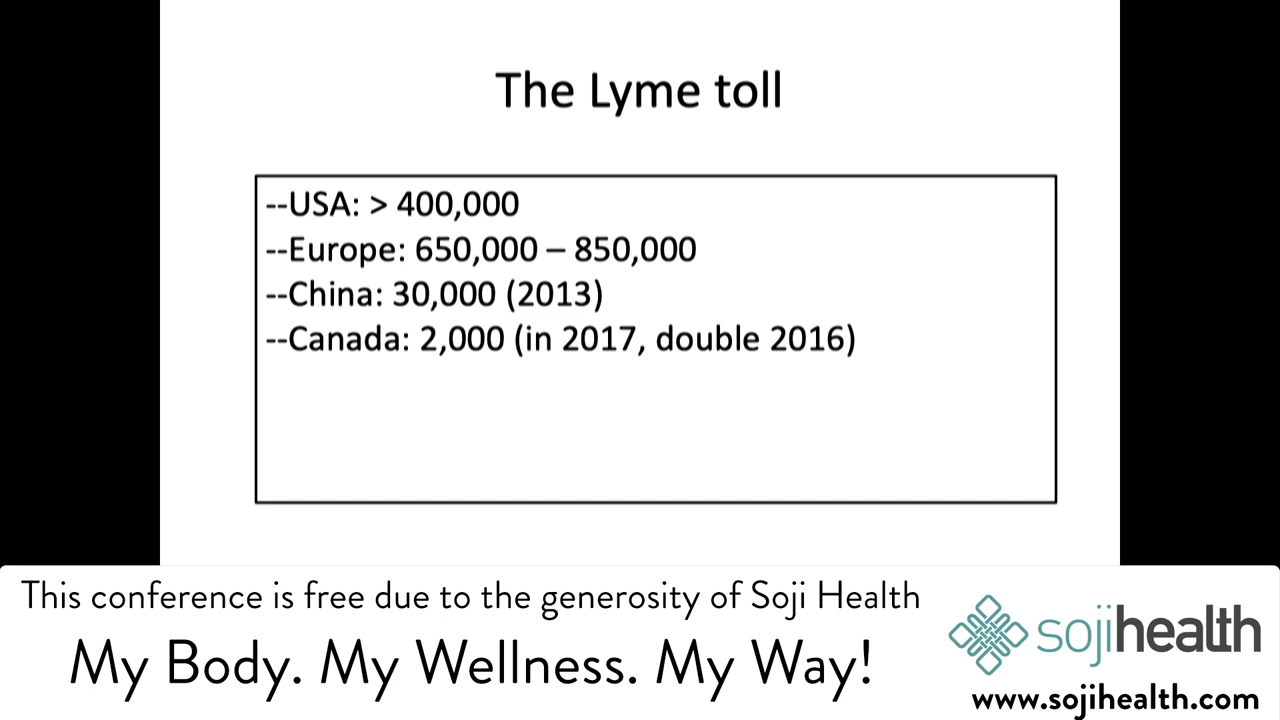 The Lyme toll
--USA: > 400,000
--Europe: 650,000 – 850,000
--China: 30,000 (2013)
--Canada: 2,000 (in 2017, double 2016)
This conference is free due to the generosity of Soji Health
My Body. My Wellness. My Way!
sojihealth
www.sojihealth.com